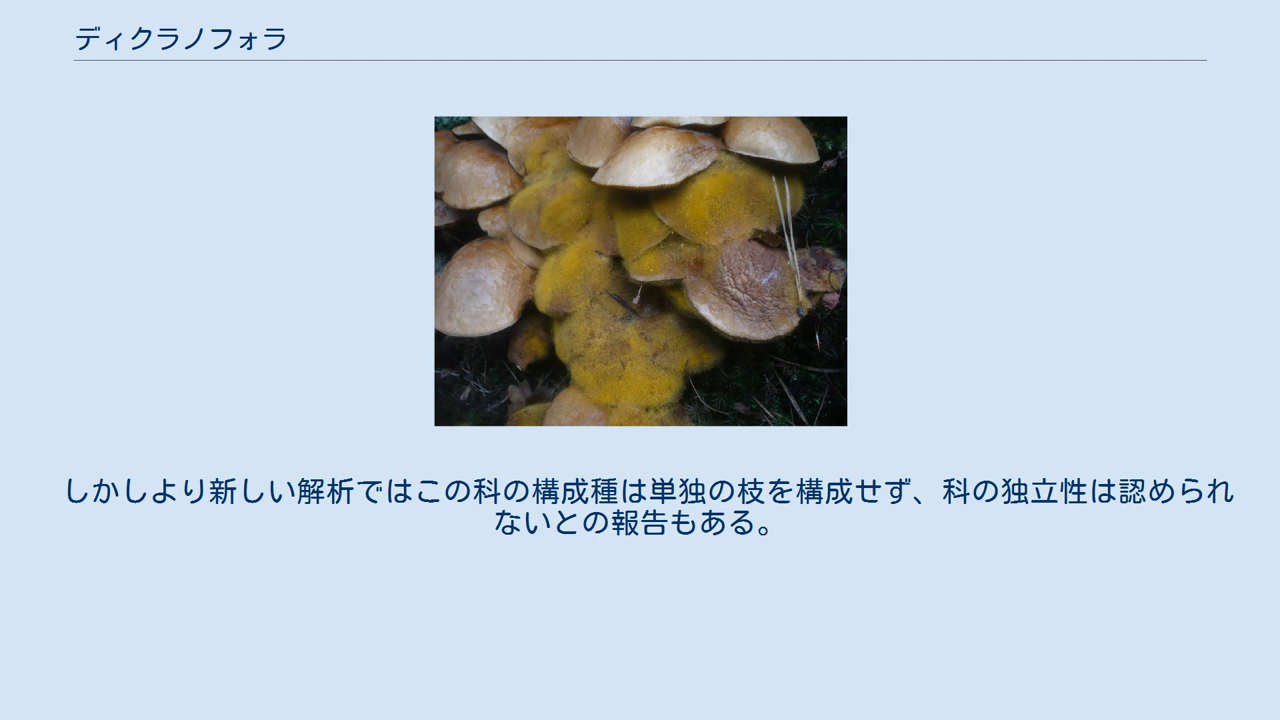 ディクラノフォラ
しかしより新しい解析ではこの科の構成種は単独の枝を構成せず、科の独立性は認められ
ないとの報告もある。